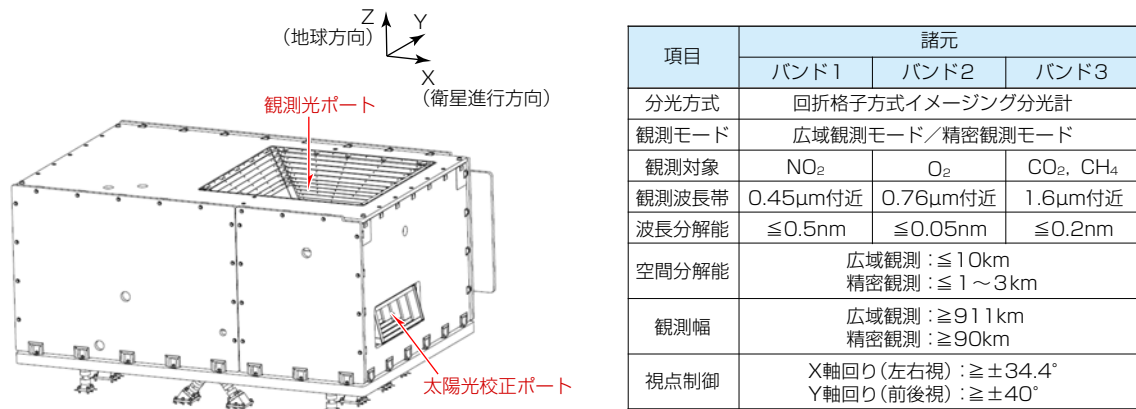 Z
(地球方向)
Y
X
(衛星進行方向)
観測光ポート
太陽光校正ポート
項目 諸元
バンド1 バンド2 バンド3
分光方式 回折格子方式イメージング分光計
観測モード 広域観測モード/精密観測モード
観測対象 NO₂ O₂ CO₂, CH₄
観測波長帯 0.45μm付近 0.76μm付近 1.6μm付近
波長分解能 ≦0.5nm ≦0.05nm ≦0.2nm
空間分解能 広域観測:≦10km
精密観測:≦1~3km
観測幅 広域観測:≧911km
精密観測:≧90km
視点制御 X軸回り(左右視):≧±34.4°
Y軸回り(前後視):≧±40°